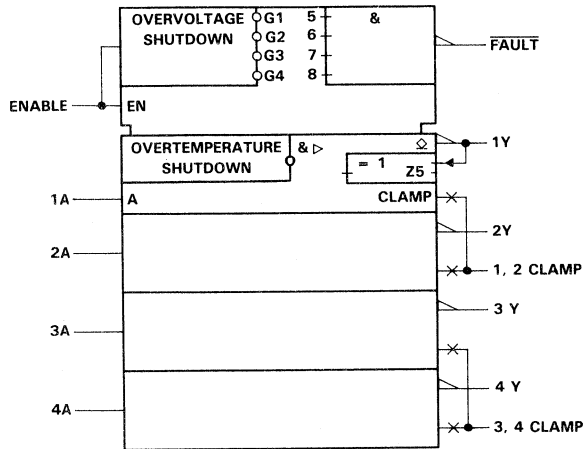 OVERVOLTAGE SHUTDOWN
G1 5 &
G2 6
G3 7
G4 8
FAULT
ENABLE
EN
OVERTEMPERATURE SHUTDOWN
& ▷
◇
1Y
= 1
Z5
1A
A
CLAMP
2Y
2A
1, 2 CLAMP
3 Y
3A
4 Y
4A
3, 4 CLAMP